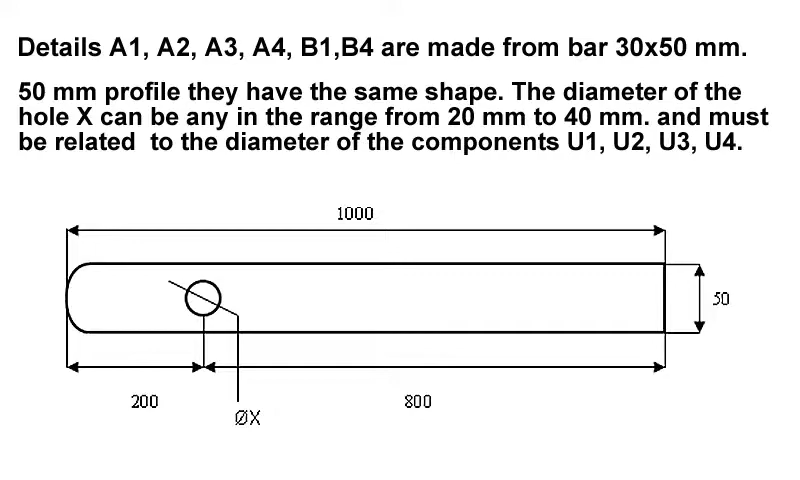 Details A1, A2, A3, A4, B1,B4 are made from bar 30x50 mm.
50 mm profile they have the same shape. The diameter of the
hole X can be any in the range from 20 mm to 40 mm. and must
be related  to the diameter of the components U1, U2, U3, U4.
1000
50
200
800
ØX